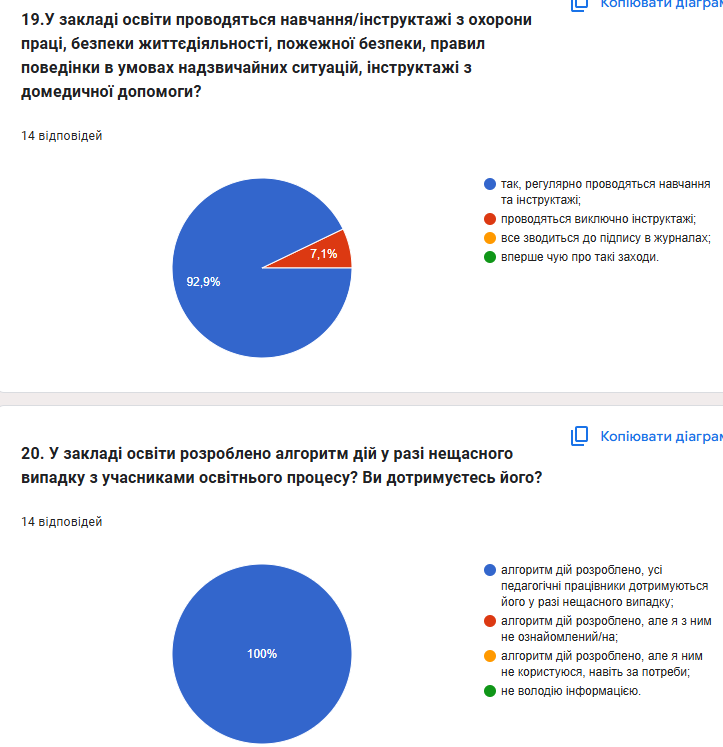 Копіювати діаграм
19.У закладі освіти проводяться навчання/інструктажі з охорони
праці, безпеки життєдіяльності, пожежної безпеки, правил
поведінки в умовах надзвичайних ситуацій, інструктажі з
домедичної допомоги?
14 відповідей
так, регулярно проводяться навчання
та інструктажі;
проводяться виключно інструктажі;
все зводиться до підпису в журналах;
вперше чую про такі заходи.
7,1%
92,9%
Копіювати діаграм
20. У закладі освіти розроблено алгоритм дій у разі нещасного
випадку з учасниками освітнього процесу? Ви дотримуєтесь його?
14 відповідей
алгоритм дій розроблено, усі
педагогічні працівники дотримуються
його у разі нещасного випадку;
алгоритм дій розроблено, але я з ним
не ознайомлений/на;
алгоритм дій розроблено, але я ним
не користуюся, навіть за потреби;
не володію інформацією.
100%